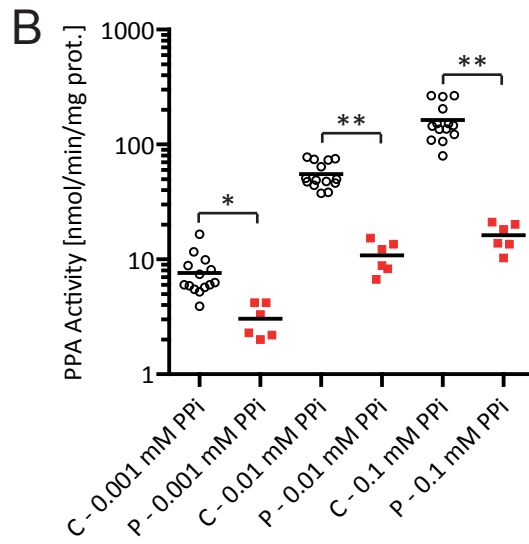 B
PPA Activity [nmol/min/mg prot.]
1000
100
10
1
*
**
**
C - 0.001 mM PPi
P - 0.001 mM PPi
C - 0.01 mM PPi
P - 0.01 mM PPi
C - 0.1 mM PPi
P - 0.1 mM PPi